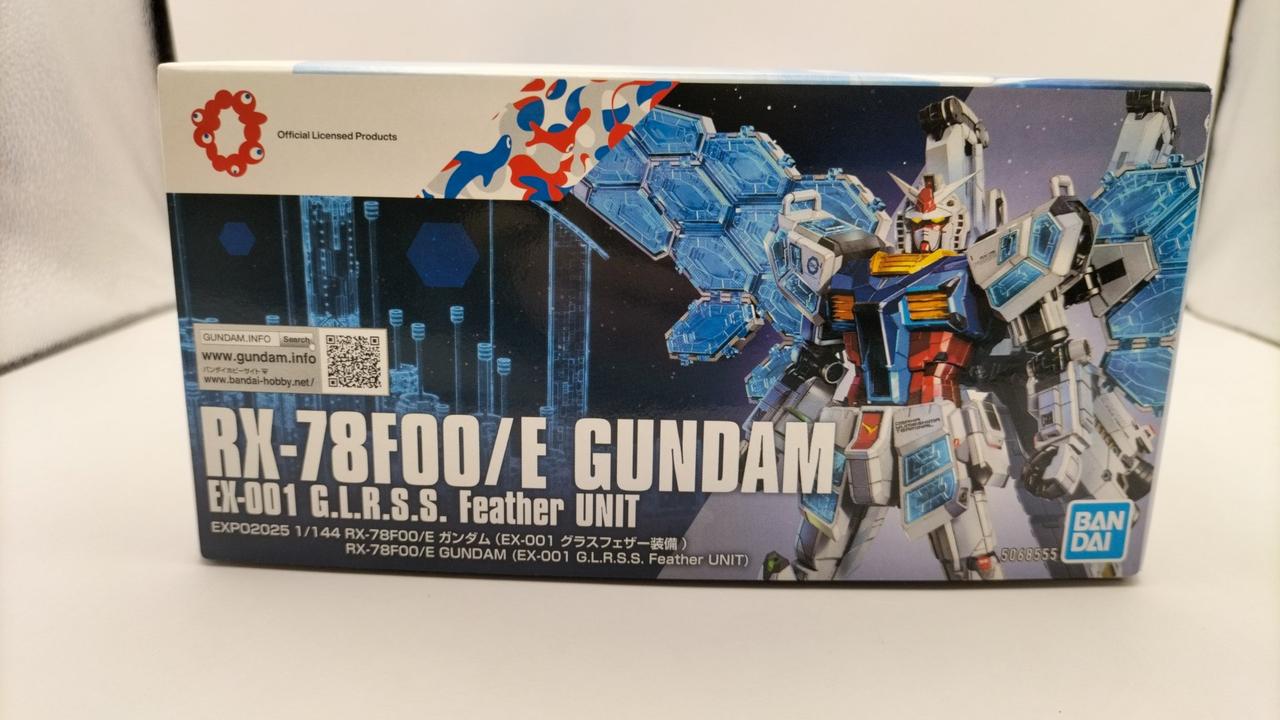 Official Licensed Products
GUNDAM.INFO Search
www.gundam.info
バンダイホビーサイト
www.bandai-hobby.net/
RX-78F00/E GUNDAM
EX-001 G.L.R.S.S. Feather UNIT
EXPO2025 1/144 RX-78F00/E ガンダム (EX-001 グラスフェザー装備)
RX-78F00/E GUNDAM (EX-001 G.L.R.S.S. Feather UNIT)
5068555
BAN
DAI